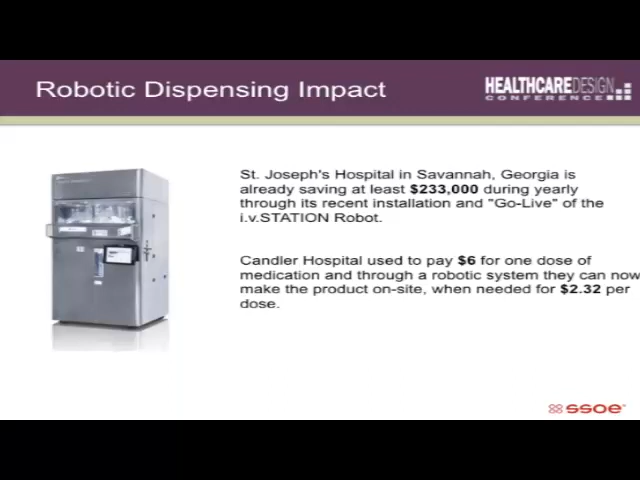 Robotic Dispensing Impact
HEALTHCAREDESIGN
CONFERENCE
St. Joseph's Hospital in Savannah, Georgia is
already saving at least $233,000 during yearly
through its recent installation and "Go-Live" of the
i.v.STATION Robot.
Candler Hospital used to pay $6 for one dose of
medication and through a robotic system they can now
make the product on-site, when needed for $2.32 per
dose.
ssoe